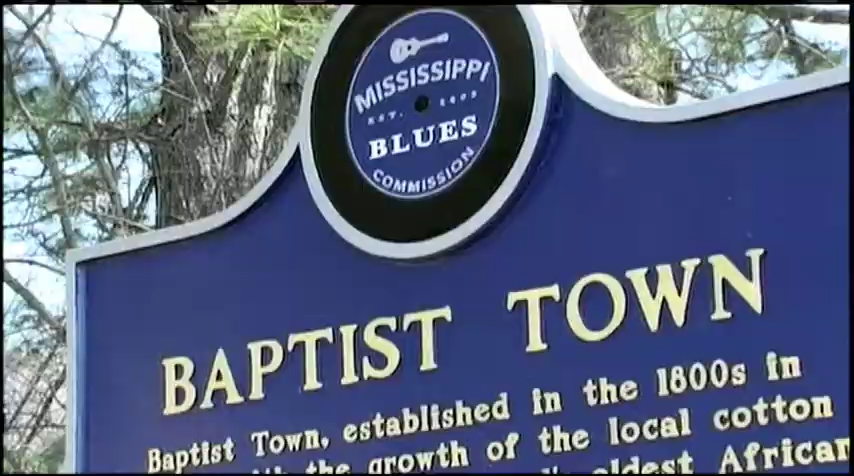 MISSISSIPPI
EST.
BLUES
COMMISSION
BAPTIST TOWN
Baptist Town, established in the 1800s in
the growth of the local cotton
oldest African